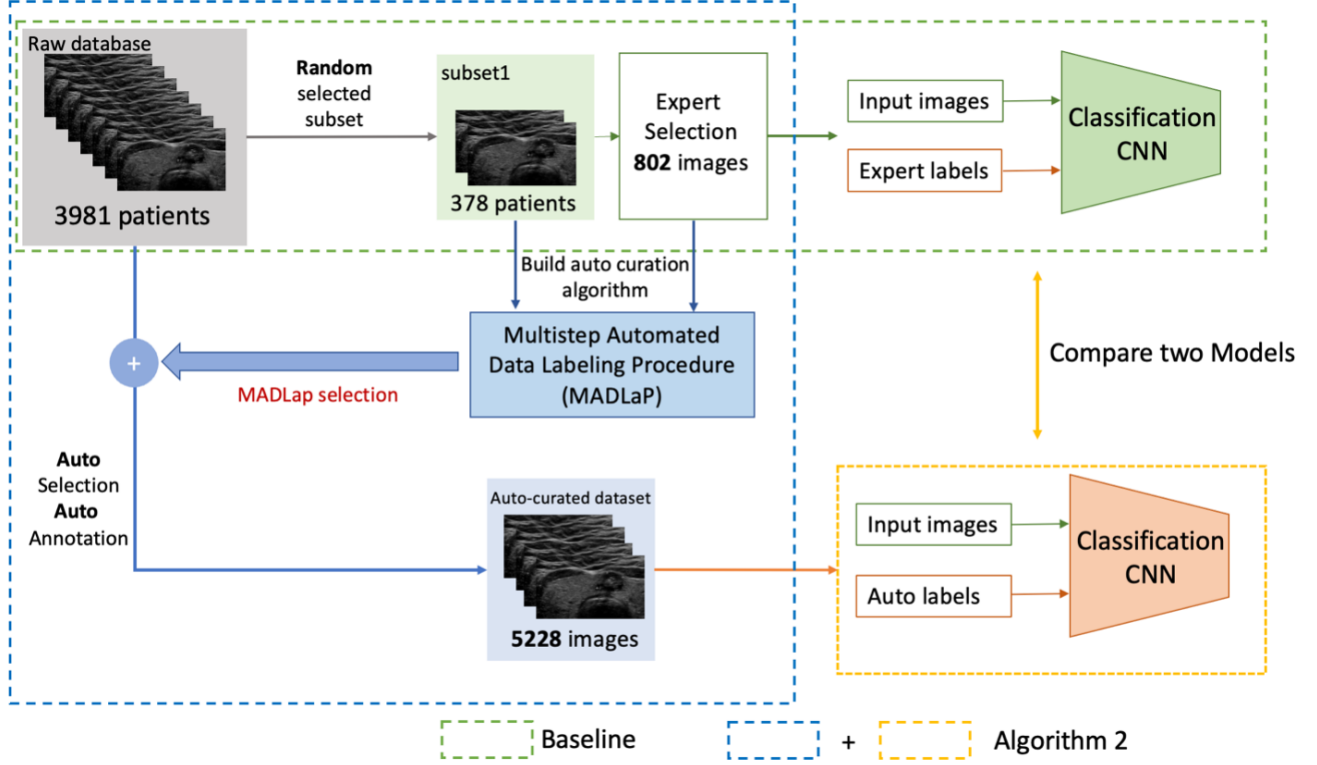 Raw database
3981 patients
Random
selected
subset
subset1
378 patients
Expert
Selection
802 images
Input images
Expert labels
Classification
CNN
Build auto curation
algorithm
Multistep Automated
Data Labeling Procedure
(MADLaP)
+
MADLap selection
Compare two Models
Auto
Selection
Auto
Annotation
Auto-curated dataset
5228 images
Input images
Auto labels
Classification
CNN
Baseline
+
Algorithm 2